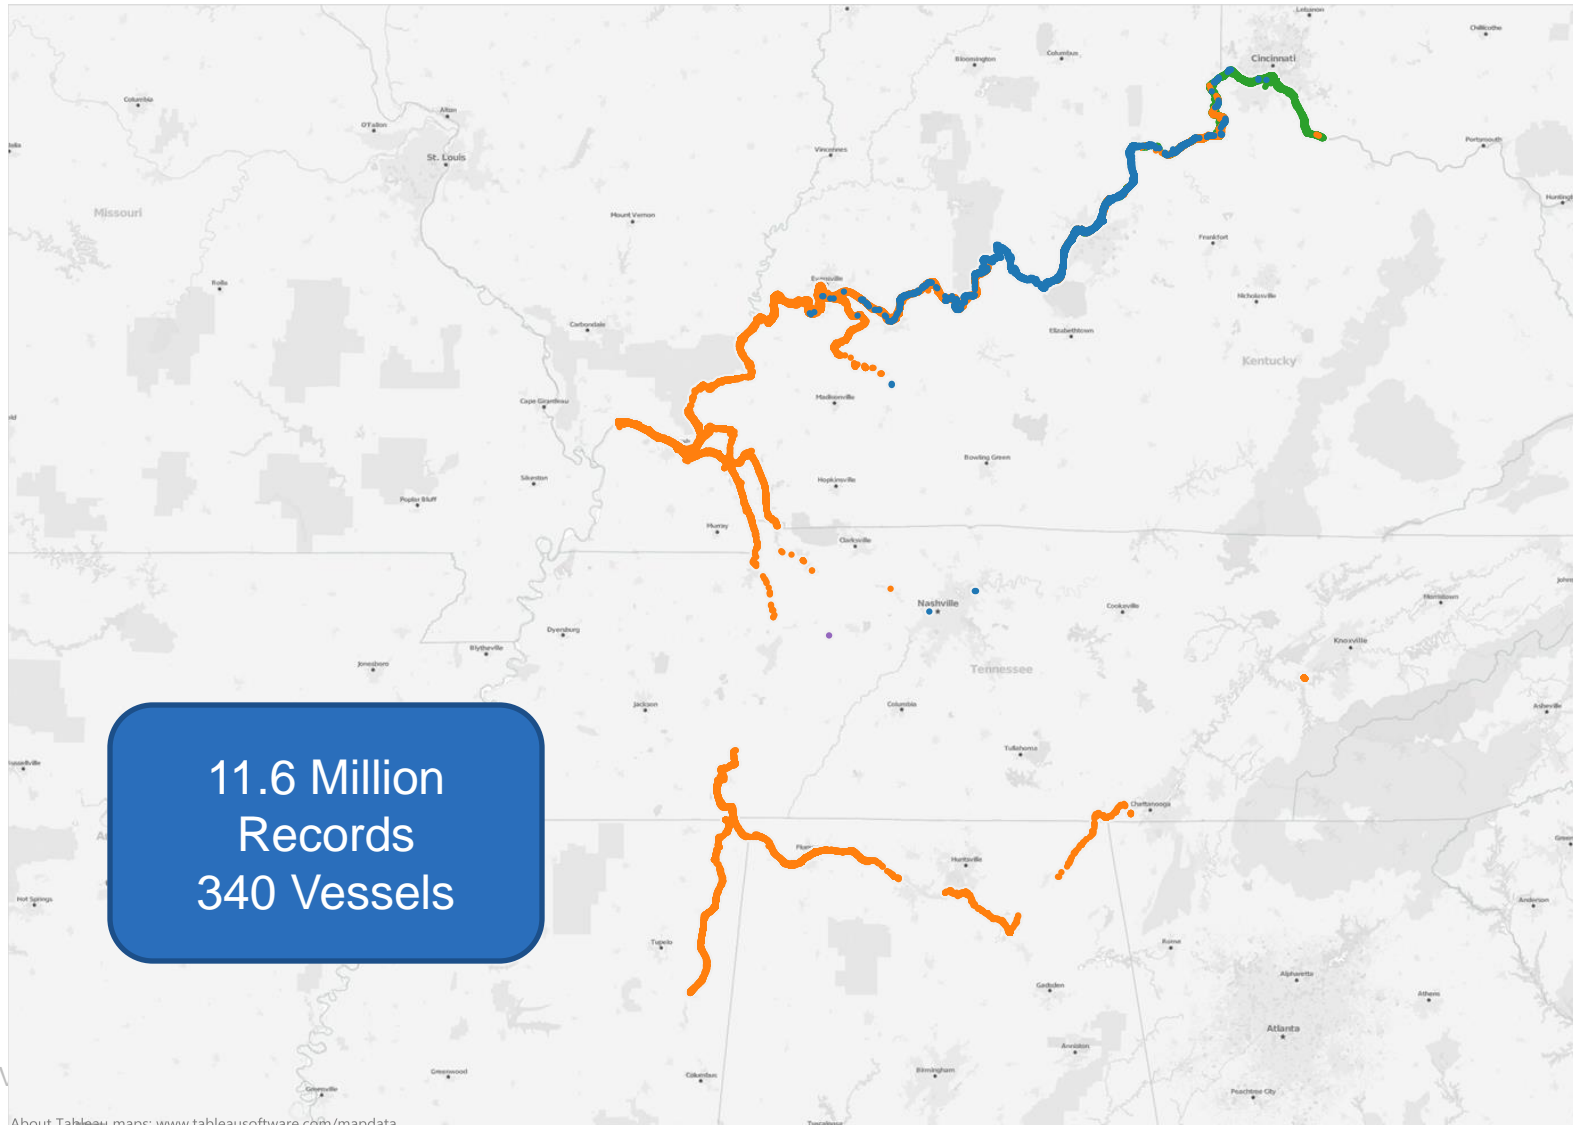 Lebanon
Chillicothe
Columbus
Bloomington
Cincinnati
Columbia
Alton
O'Fallon
Portsmouth
Vincennes
St. Louis
Missouri
Mount Vernon
Frankfort
Rolla
Evansville
Nicholasville
Carbondale
Elizabethtown
Kentucky
Cape Girardeau
Madisonville
Bowling Green
Sikeston
Hopkinsville
Poplar Bluff
Murray
Clarksville
Nashville
Cookeville
Morristown
Dyersburg
Blytheville
Knoxville
Jonesboro
Tennessee
Jackson
Columbia
Asheville
Tullahoma
Chattanooga
11.6 Million
Records
340 Vessels
Huntsville
Hot Springs
Anderson
Tupelo
Rome
Alpharetta
Gadsden
Athens
Atlanta
Anniston
Greenwood
Columbus
Birmingham
Greenville
Peachtree City
About Tableau maps: www.tableausoftware.com/mapdata